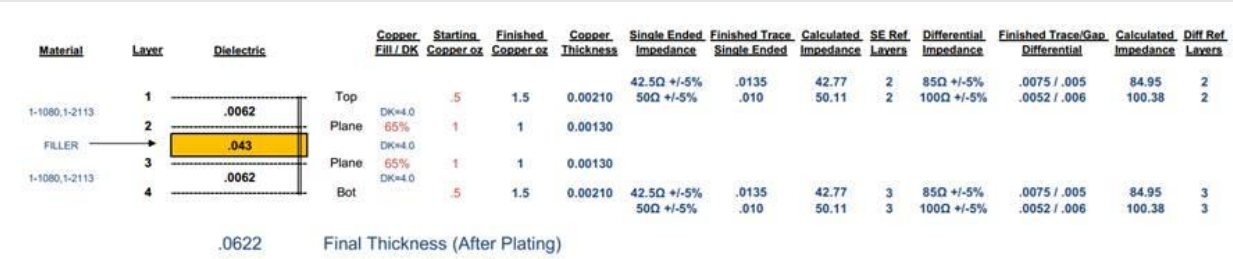 Material Layer Dielectric Copper Fill / DK Starting Copper oz Finished Copper oz Copper Thickness Single Ended Impedance Finished Trace Single Ended Calculated Impedance SE Ref Layers Differential Impedance Finished Trace/Gap Differential Calculated Impedance Diff Ref Layers
42.5Ω +/-5% .0135 42.77 2 85Ω +/-5% .0075 / .005 84.95 2
1 Top .5 1.5 0.00210 50Ω +/-5% .010 50.11 2 100Ω +/-5% .0052 / .006 100.38 2
1-1080,1-2113 .0062 DK=4.0
2 Plane 65% 1 1 0.00130
FILLER .043 DK=4.0
3 Plane 65% 1 1 0.00130
1-1080,1-2113 .0062 DK=4.0
4 Bot .5 1.5 0.00210 42.5Ω +/-5% .0135 42.77 3 85Ω +/-5% .0075 / .005 84.95 3
50Ω +/-5% .010 50.11 3 100Ω +/-5% .0052 / .006 100.38 3
.0622 Final Thickness (After Plating)